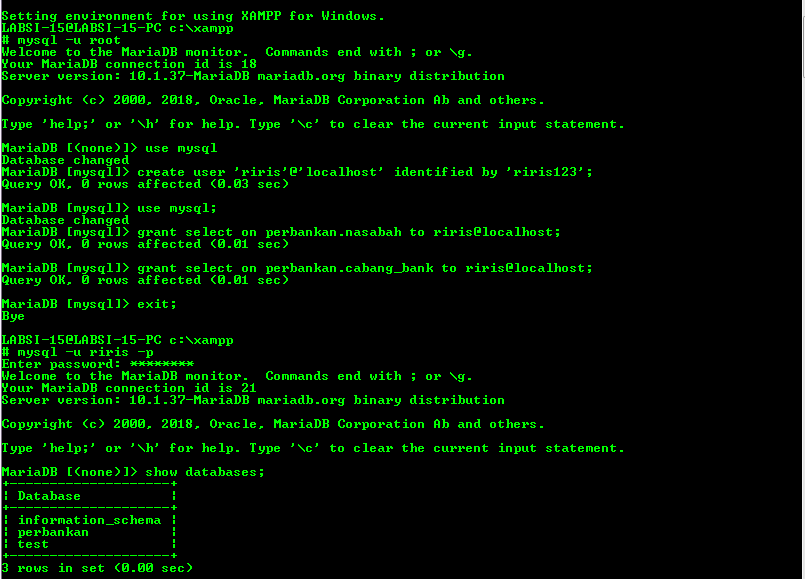 Setting environment for using XAMPP for Windows.
LABSI-15@LABSI-15-PC c:\xampp
# mysql -u root
Welcome to the MariaDB monitor.  Commands end with ; or \g.
Your MariaDB connection id is 18
Server version: 10.1.37-MariaDB mariadb.org binary distribution

Copyright (c) 2000, 2018, Oracle, MariaDB Corporation Ab and others.

Type 'help;' or '\h' for help. Type '\c' to clear the current input statement.

MariaDB [(none)]> use mysql
Database changed
MariaDB [mysql]> create user 'riris'@'localhost' identified by 'riris123';
Query OK, 0 rows affected (0.03 sec)

MariaDB [mysql]> use mysql;
Database changed
MariaDB [mysql]> grant select on perbankan.nasabah to riris@localhost;
Query OK, 0 rows affected (0.01 sec)

MariaDB [mysql]> grant select on perbankan.cabang_bank to riris@localhost;
Query OK, 0 rows affected (0.01 sec)

MariaDB [mysql]> exit;
Bye

LABSI-15@LABSI-15-PC c:\xampp
# mysql -u riris -p
Enter password: ********
Welcome to the MariaDB monitor.  Commands end with ; or \g.
Your MariaDB connection id is 21
Server version: 10.1.37-MariaDB mariadb.org binary distribution

Copyright (c) 2000, 2018, Oracle, MariaDB Corporation Ab and others.

Type 'help;' or '\h' for help. Type '\c' to clear the current input statement.

MariaDB [(none)]> show databases;
+--------------------+
| Database           |
+--------------------+
| information_schema |
| perbankan          |
| test               |
+--------------------+
3 rows in set (0.00 sec)